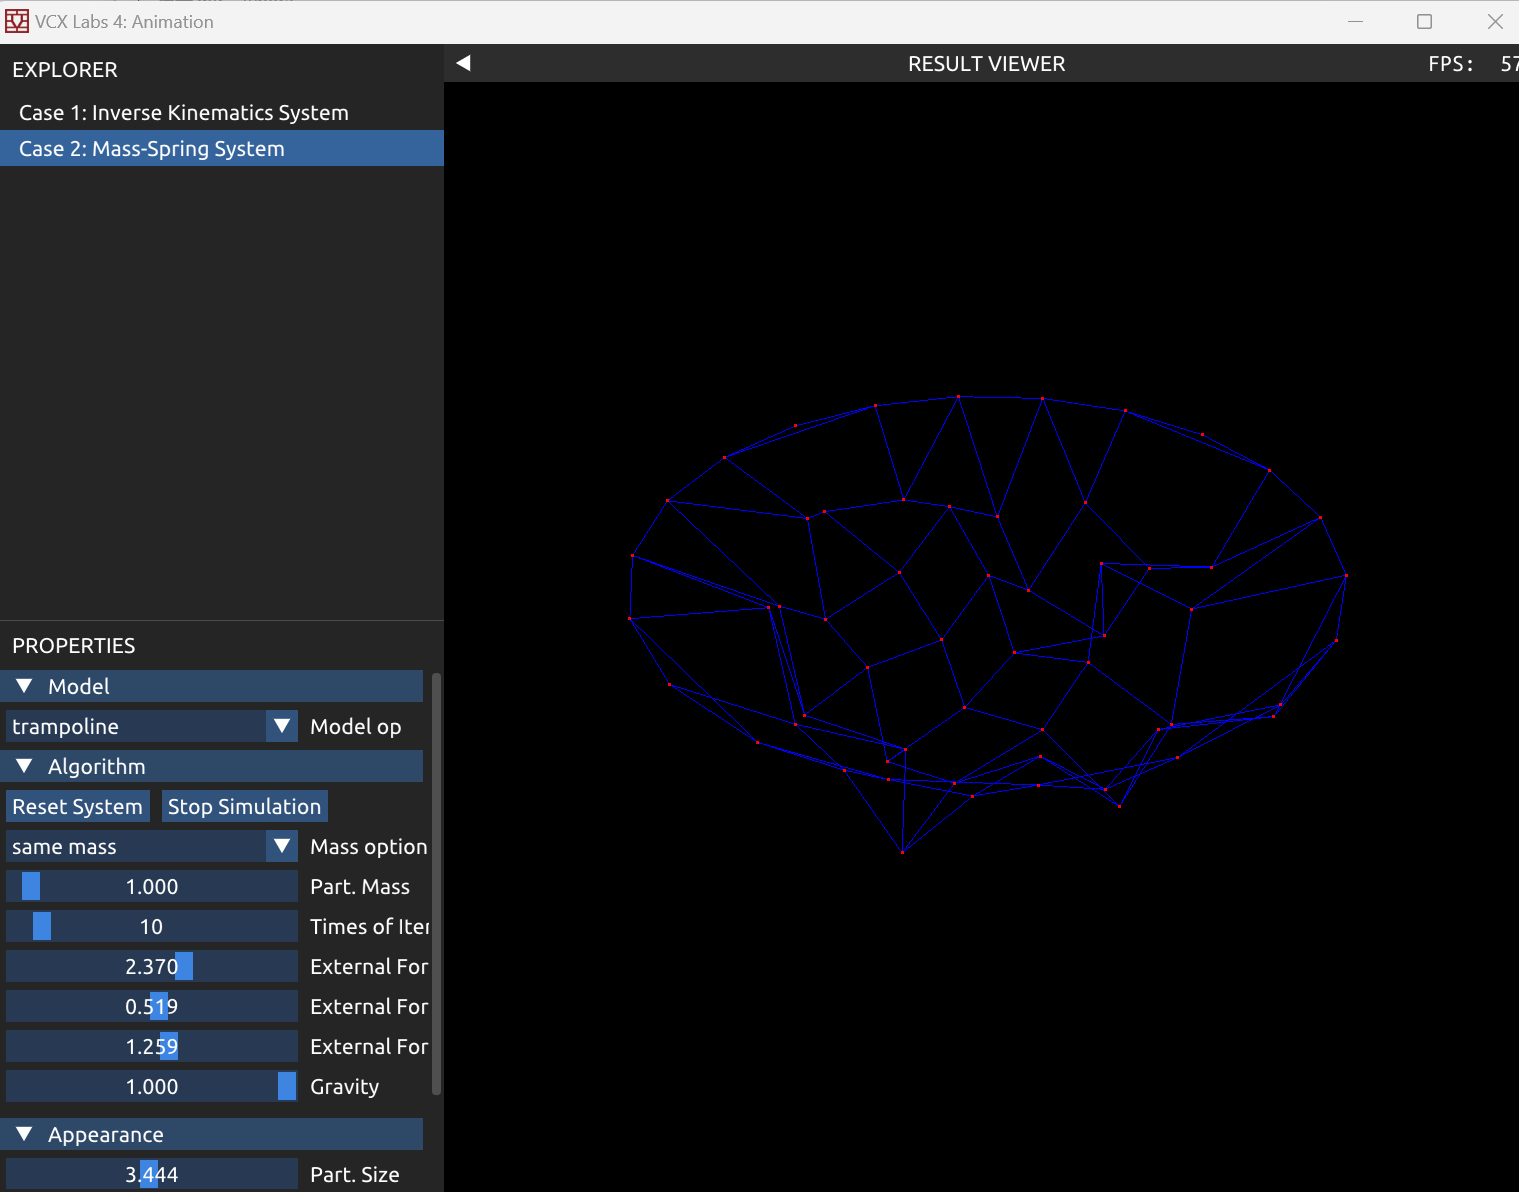 VCX Labs 4: Animation
EXPLORER
Case 1: Inverse Kinematics System
Case 2: Mass-Spring System
RESULT VIEWER
FPS: 57
PROPERTIES
Model
trampoline
Model op
Algorithm
Reset System
Stop Simulation
same mass
Mass option
1.000
Part. Mass
10
Times of Iter
2.370
External For
0.519
External For
1.259
External For
1.000
Gravity
Appearance
3.444
Part. Size